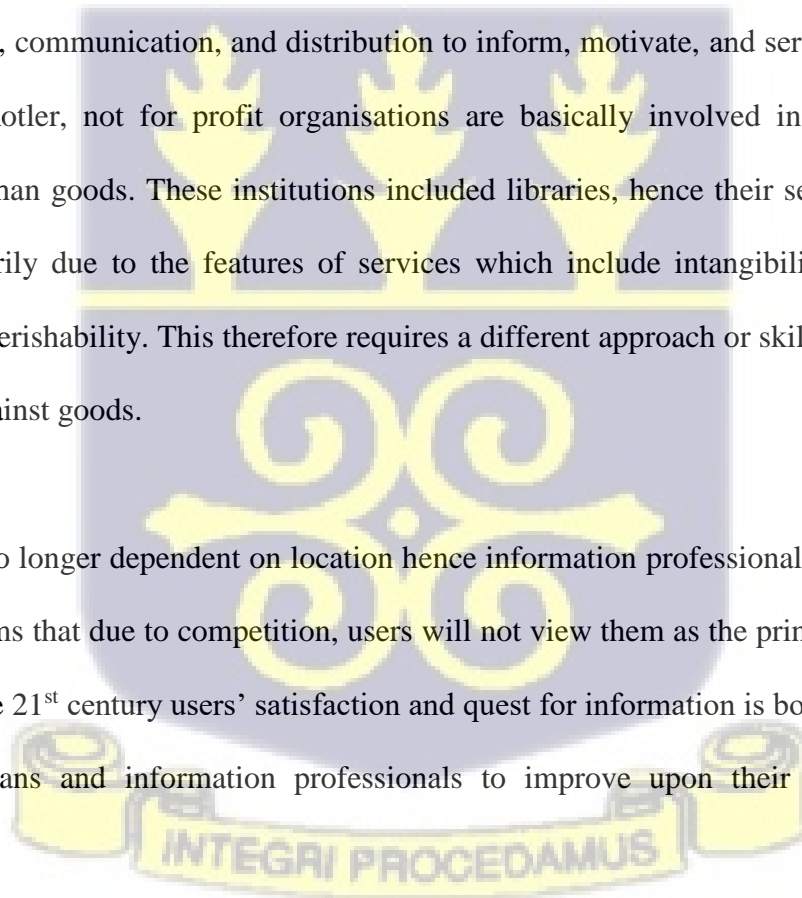 , communication, and distribution to inform, motivate, and ser
otler, not for profit organisations are basically involved in
an goods. These institutions included libraries, hence their se
rily due to the features of services which include intangibili
erishability. This therefore requires a different approach or skil
ainst goods.
o longer dependent on location hence information professional
ns that due to competition, users will not view them as the prin
e 21st century users’ satisfaction and quest for information is bo
ans and information professionals to improve upon their
INTEGRI PROCEDAMUS